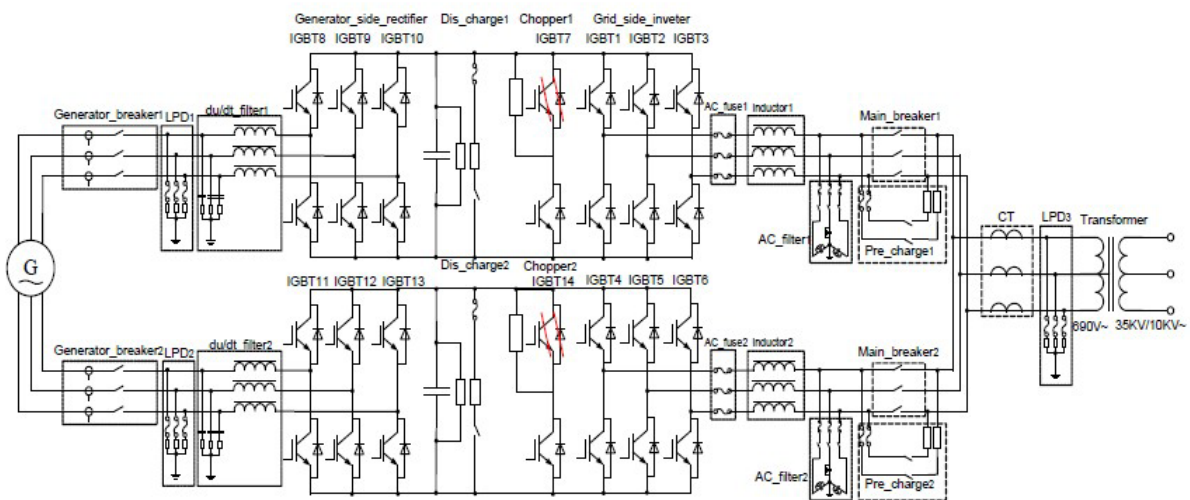 Generator_side_rectifier Dis_charge1 Chopper1 Grid_side_inveter
IGBT8 IGBT9 IGBT10 IGBT7 IGBT1 IGBT2 IGBT3
Generator_breaker1 LPD1 du/dt_filter1 AC_fuse1 Inductor1 Main_breaker1
AC_filter1 Pre_charge1
CT LPD3 Transformer
G
Dis_charge2 Chopper2
IGBT11 IGBT12 IGBT13 IGBT14 IGBT4 IGBT5 IGBT6
690V~ 35KV/10KV~
Generator_breaker2 LPD2 du/dt_filter2 AC_fuse2 Inductor2 Main_breaker2
AC_filter2 Pre_charge2